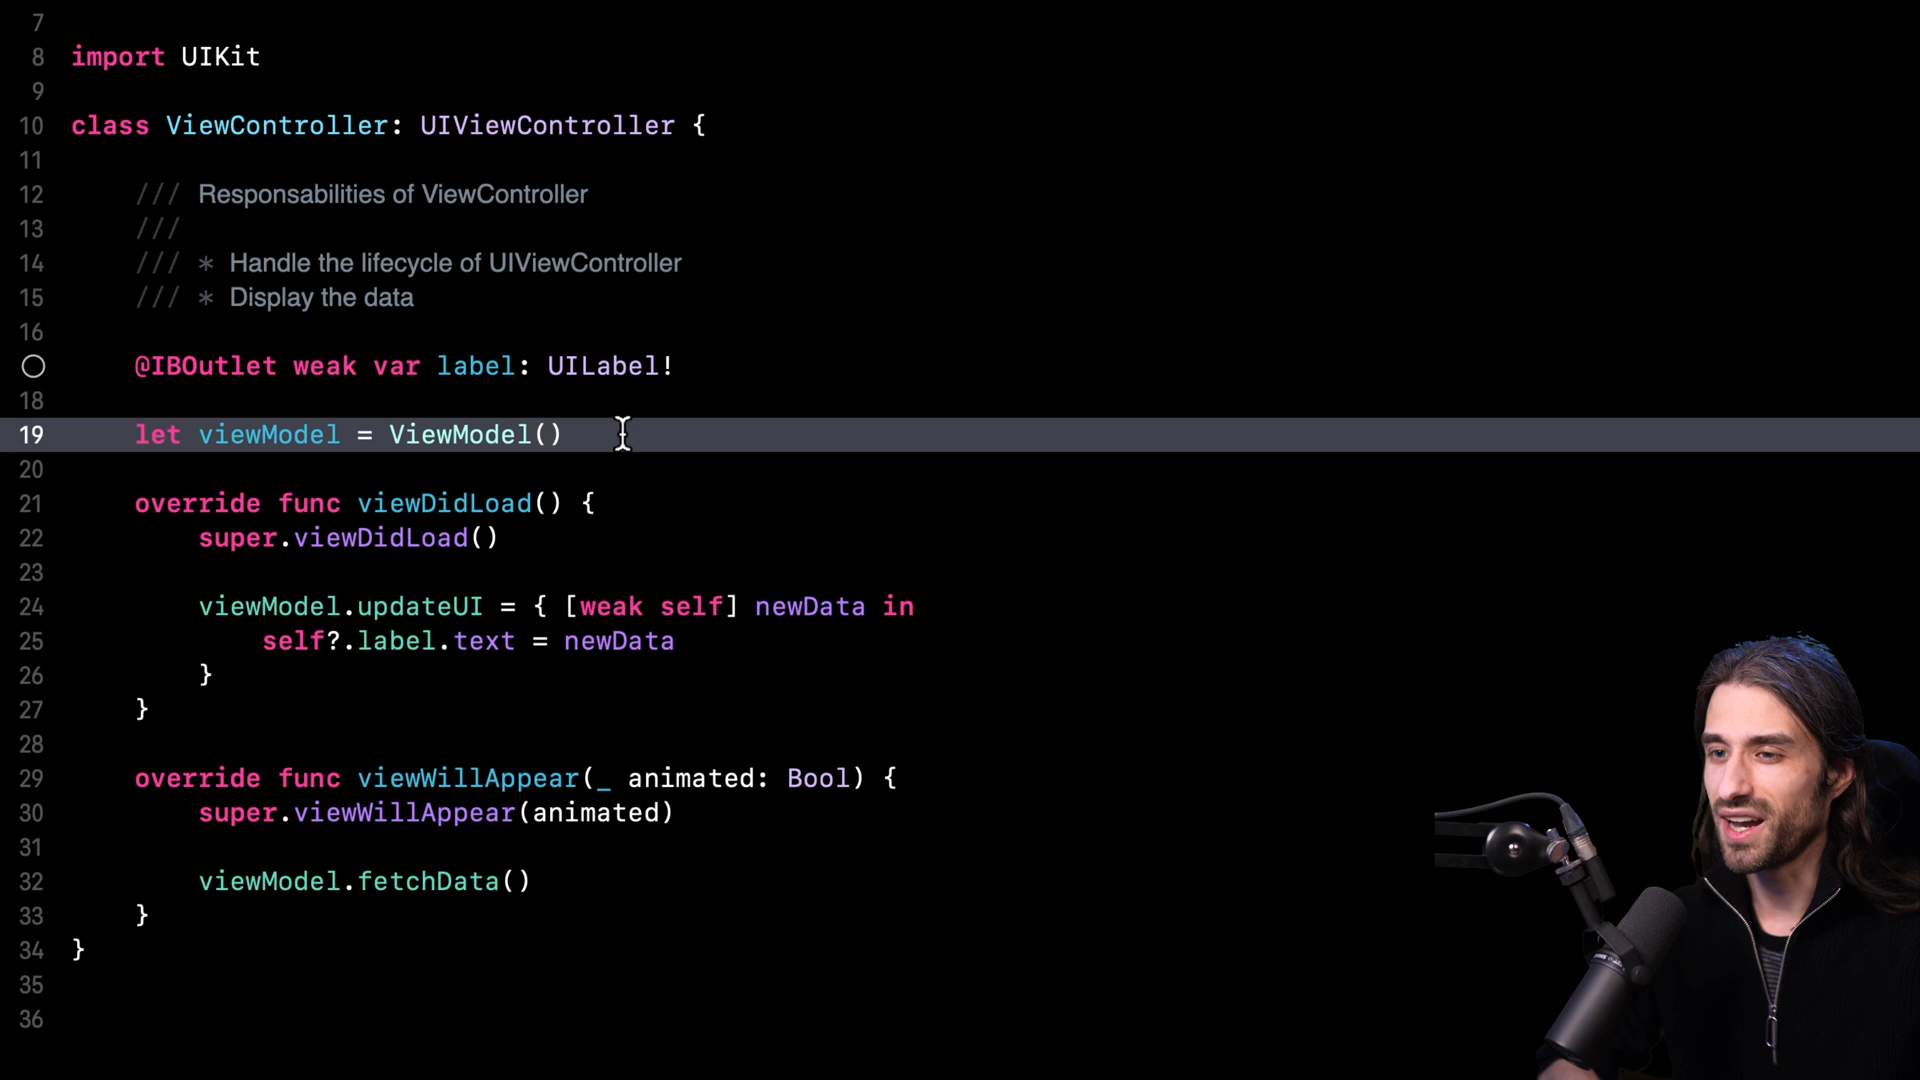 7
8 import UIKit
9
10 class ViewController: UIViewController {
11
12 /// Responsabilities of ViewController
13 ///
14 /// * Handle the lifecycle of UIViewController
15 /// * Display the data
16
@IBOutlet weak var label: UILabel!
18
19 let viewModel = ViewModel()
20
21 override func viewDidLoad() {
22 super.viewDidLoad()
23
24 viewModel.updateUI = { [weak self] newData in
25 self?.label.text = newData
26 }
27 }
28
29 override func viewWillAppear(_ animated: Bool) {
30 super.viewWillAppear(animated)
31
32 viewModel.fetchData()
33 }
34 }
35
36